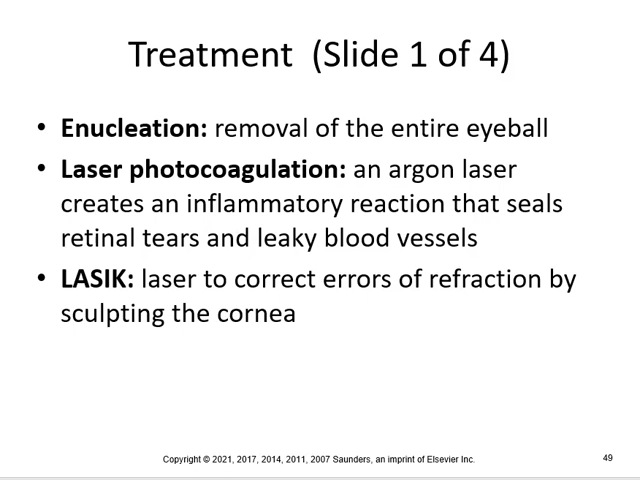 Treatment (Slide 1 of 4)
• Enucleation: removal of the entire eyeball
• Laser photocoagulation: an argon laser
creates an inflammatory reaction that seals
retinal tears and leaky blood vessels
• LASIK: laser to correct errors of refraction by
sculpting the cornea
Copyright © 2021, 2017, 2014, 2011, 2007 Saunders, an imprint of Elsevier Inc.
49